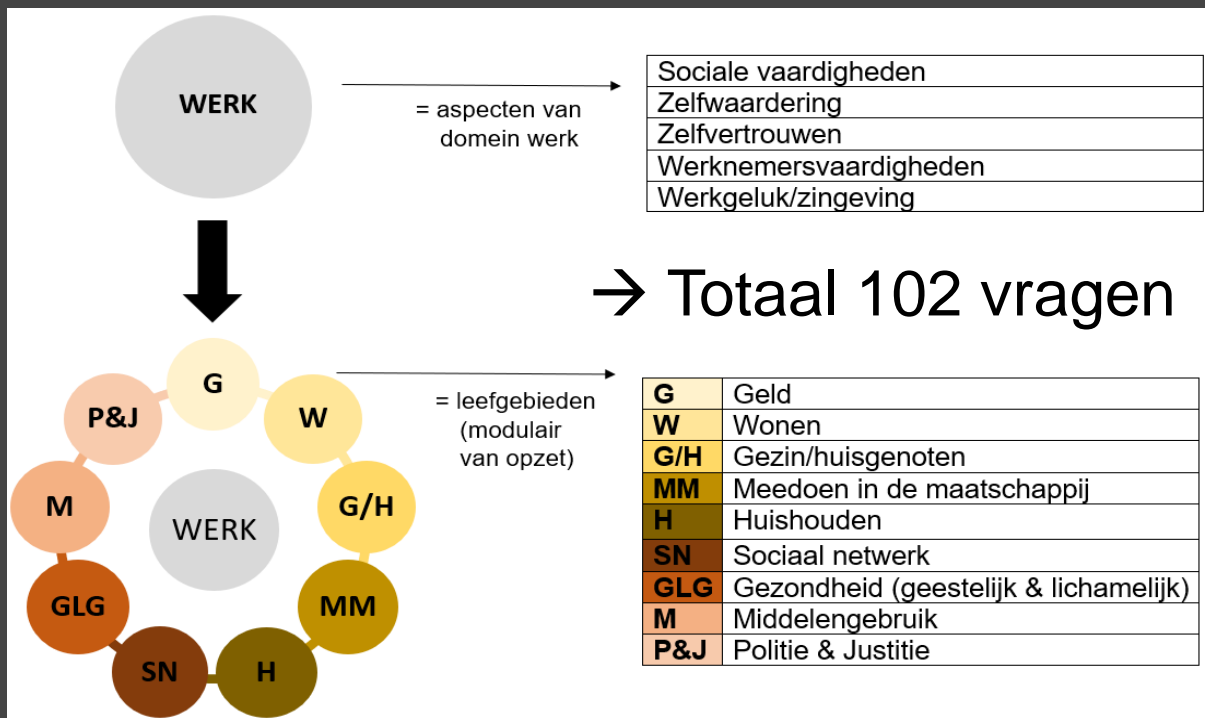 WERK
= aspecten van
domein werk
Sociale vaardigheden
Zelfwaardering
Zelfvertrouwen
Werknemersvaardigheden
Werkgeluk/zingeving
→ Totaal 102 vragen
G
W
G/H
MM
H
SN
GLG
M
P&J
WERK
= leefgebieden
(modulair
van opzet)
G Geld
W Wonen
G/H Gezin/huisgenoten
MM Meedoen in de maatschappij
H Huishouden
SN Sociaal netwerk
GLG Gezondheid (geestelijk & lichamelijk)
M Middelengebruik
P&J Politie & Justitie